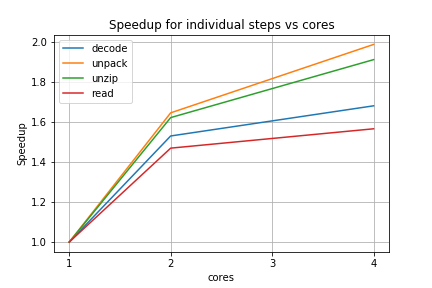 Speedup for individual steps vs cores
decode
unpack
unzip
read
Speedup
2.0
1.8
1.6
1.4
1.2
1.0
1 2 3 4
cores